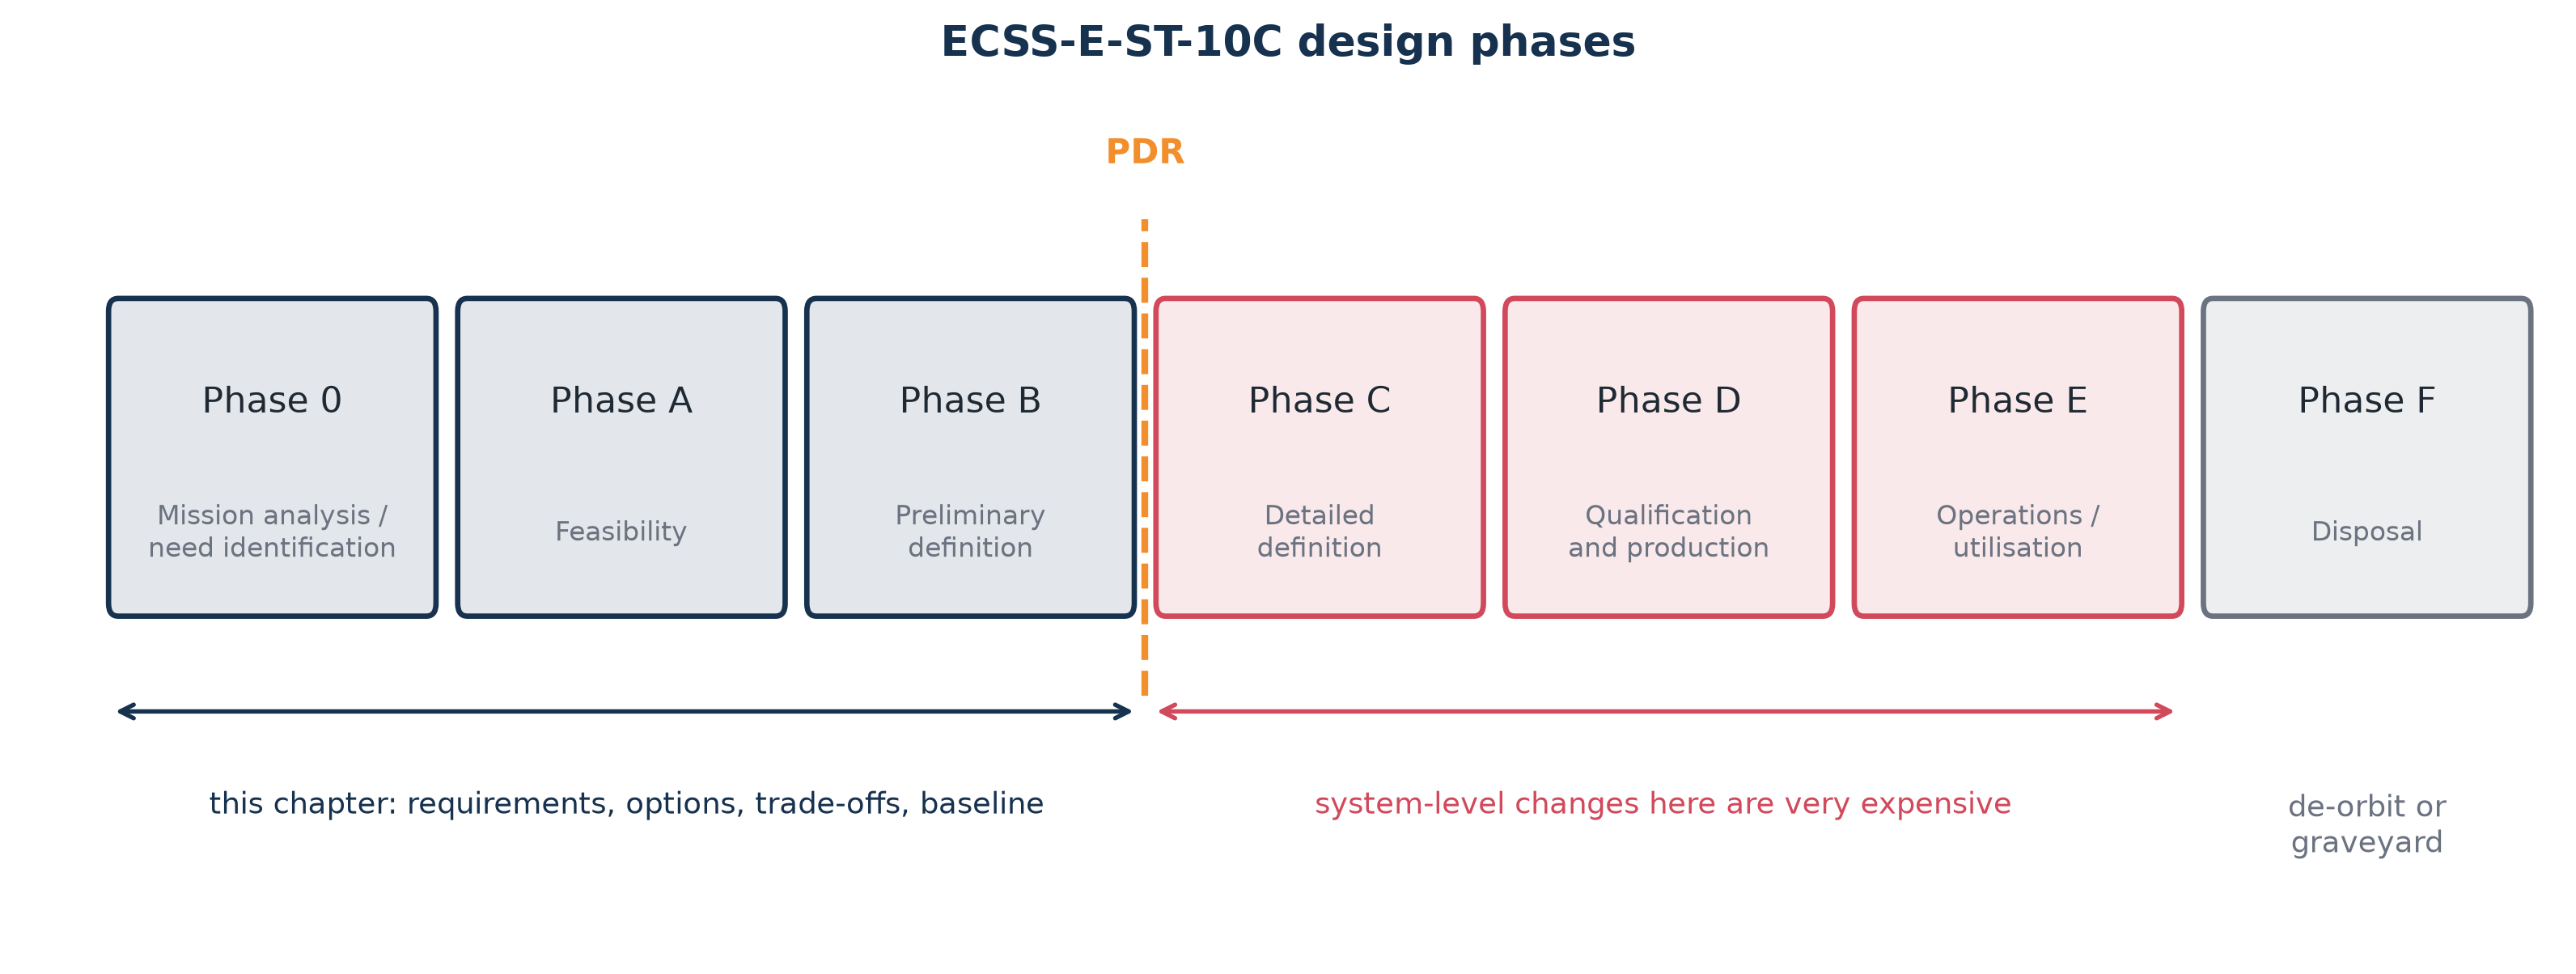 ECSS-E-ST-10C design phases
PDR
Phase 0
Mission analysis /
need identification
Phase A
Feasibility
Phase B
Preliminary
definition
Phase C
Detailed
definition
Phase D
Qualification
and production
Phase E
Operations /
utilisation
Phase F
Disposal
this chapter: requirements, options, trade-offs, baseline
system-level changes here are very expensive
de-orbit or
graveyard